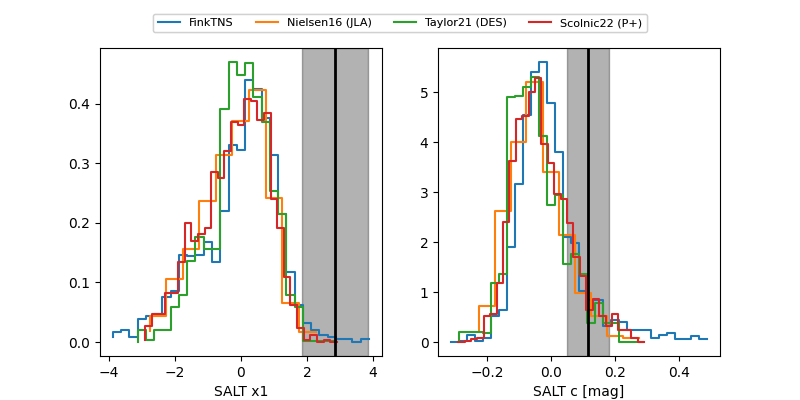 FinkTNS Nielsen16 (JLA) Taylor21 (DES) Scolnic22 (P+)
0.4
0.3
0.2
0.1
0.0
−4 −2 0 2 4
SALT x1
5
4
3
2
1
0
−0.2 0.0 0.2 0.4
SALT c [mag]